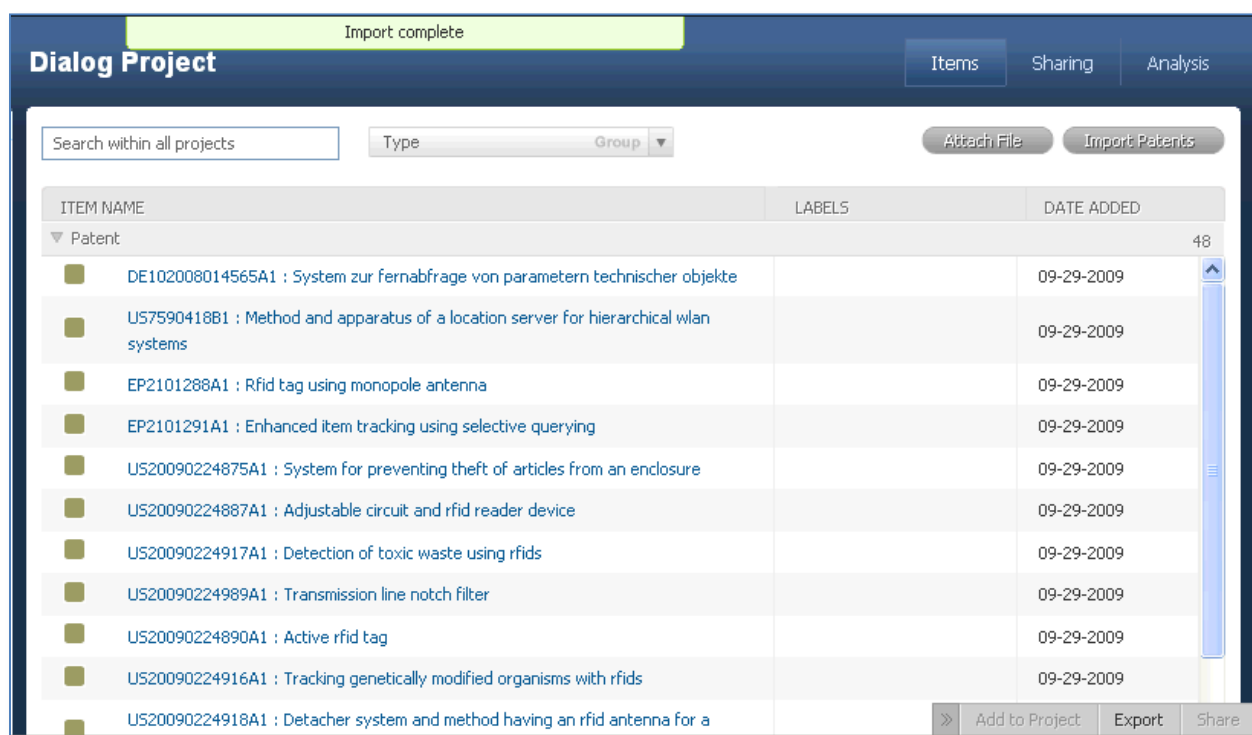 Import complete
Dialog Project
Items Sharing Analysis
Search within all projects Type Group Attach File Import Patents
ITEM NAME LABELS DATE ADDED
Patent 48
DE102008014565A1 : System zur fernabfrage von parametern technischer objekte 09-29-2009
US7590418B1 : Method and apparatus of a location server for hierarchical wlan
systems 09-29-2009
EP2101288A1 : Rfid tag using monopole antenna 09-29-2009
EP2101291A1 : Enhanced item tracking using selective querying 09-29-2009
US20090224875A1 : System for preventing theft of articles from an enclosure 09-29-2009
US20090224887A1 : Adjustable circuit and rfid reader device 09-29-2009
US20090224917A1 : Detection of toxic waste using rfids 09-29-2009
US20090224989A1 : Transmission line notch filter 09-29-2009
US20090224890A1 : Active rfid tag 09-29-2009
US20090224916A1 : Tracking genetically modified organisms with rfids 09-29-2009
US20090224918A1 : Detacher system and method having an rfid antenna for a
» Add to Project Export Share